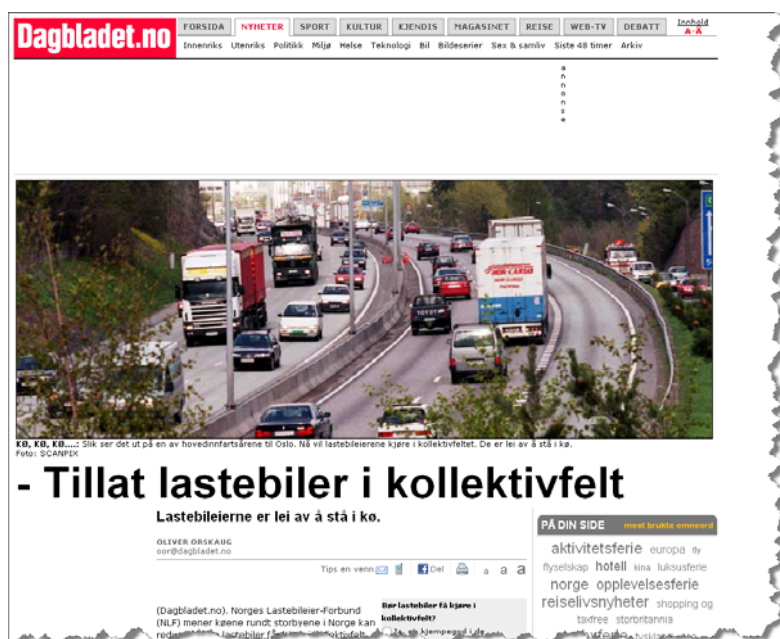 Dagbladet.no
FORSIDA NYHETER SPORT KULTUR KJENDIS MAGASINET REISE WEB-TV DEBATT Innhold A-Å
Innenriks Utenriks Politikk Miljø Helse Teknologi Bil Bildeserier Sex & samliv Siste 48 timer Arkiv
annonse
NOR-CARGO
TOYOTA
KØ, KØ, KØ....: Slik ser det ut på en av hovedinnfartsårene til Oslo. Nå vil lastebileierene kjøre i kollektivfeltet. De er lei av å stå i kø.
Foto: SCANPIX
- Tillat lastebiler i kollektivfelt
Lastebileierne er lei av å stå i kø.
OLIVER ORSKAUG
oor@dagbladet.no
Tips en venn Del a a a
(Dagbladet.no). Norges Lastebileier-Forbund
(NLF) mener køene rundt storbyene i Norge kan
Bør lastebiler få kjøre i
kollektivfelt?
PÅ DIN SIDE mest brukte emneord
aktivitetsferie europa fly
flyselskap hotell kina luksusferie
norge opplevelsesferie
reiselivsnyheter shopping og
taxfree storbritannia